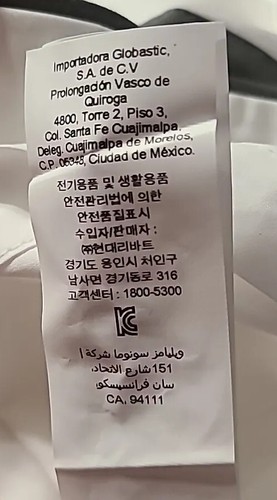 Importadora Globastic,
S.A. de C.V
Prolongación Vasco de
Quiroga
4800, Torre 2, Piso 3,
Col. Santa Fe Cuajimalpa,
Deleg. Cuajimalpa de Morelos,
C.P. 05348, Ciudad de México.
전기용품 및 생활용품
안전관리법에 의한
안전품질표시
수입자/판매자 :
㈜현대리바트
경기도 용인시 처인구
남사면 경기동로 316
고객센터 : 1800-5300
ويليامز سونوما شركة ا
151 شارع الاتحاد،
سان فرانسيسكو،
CA, 94111